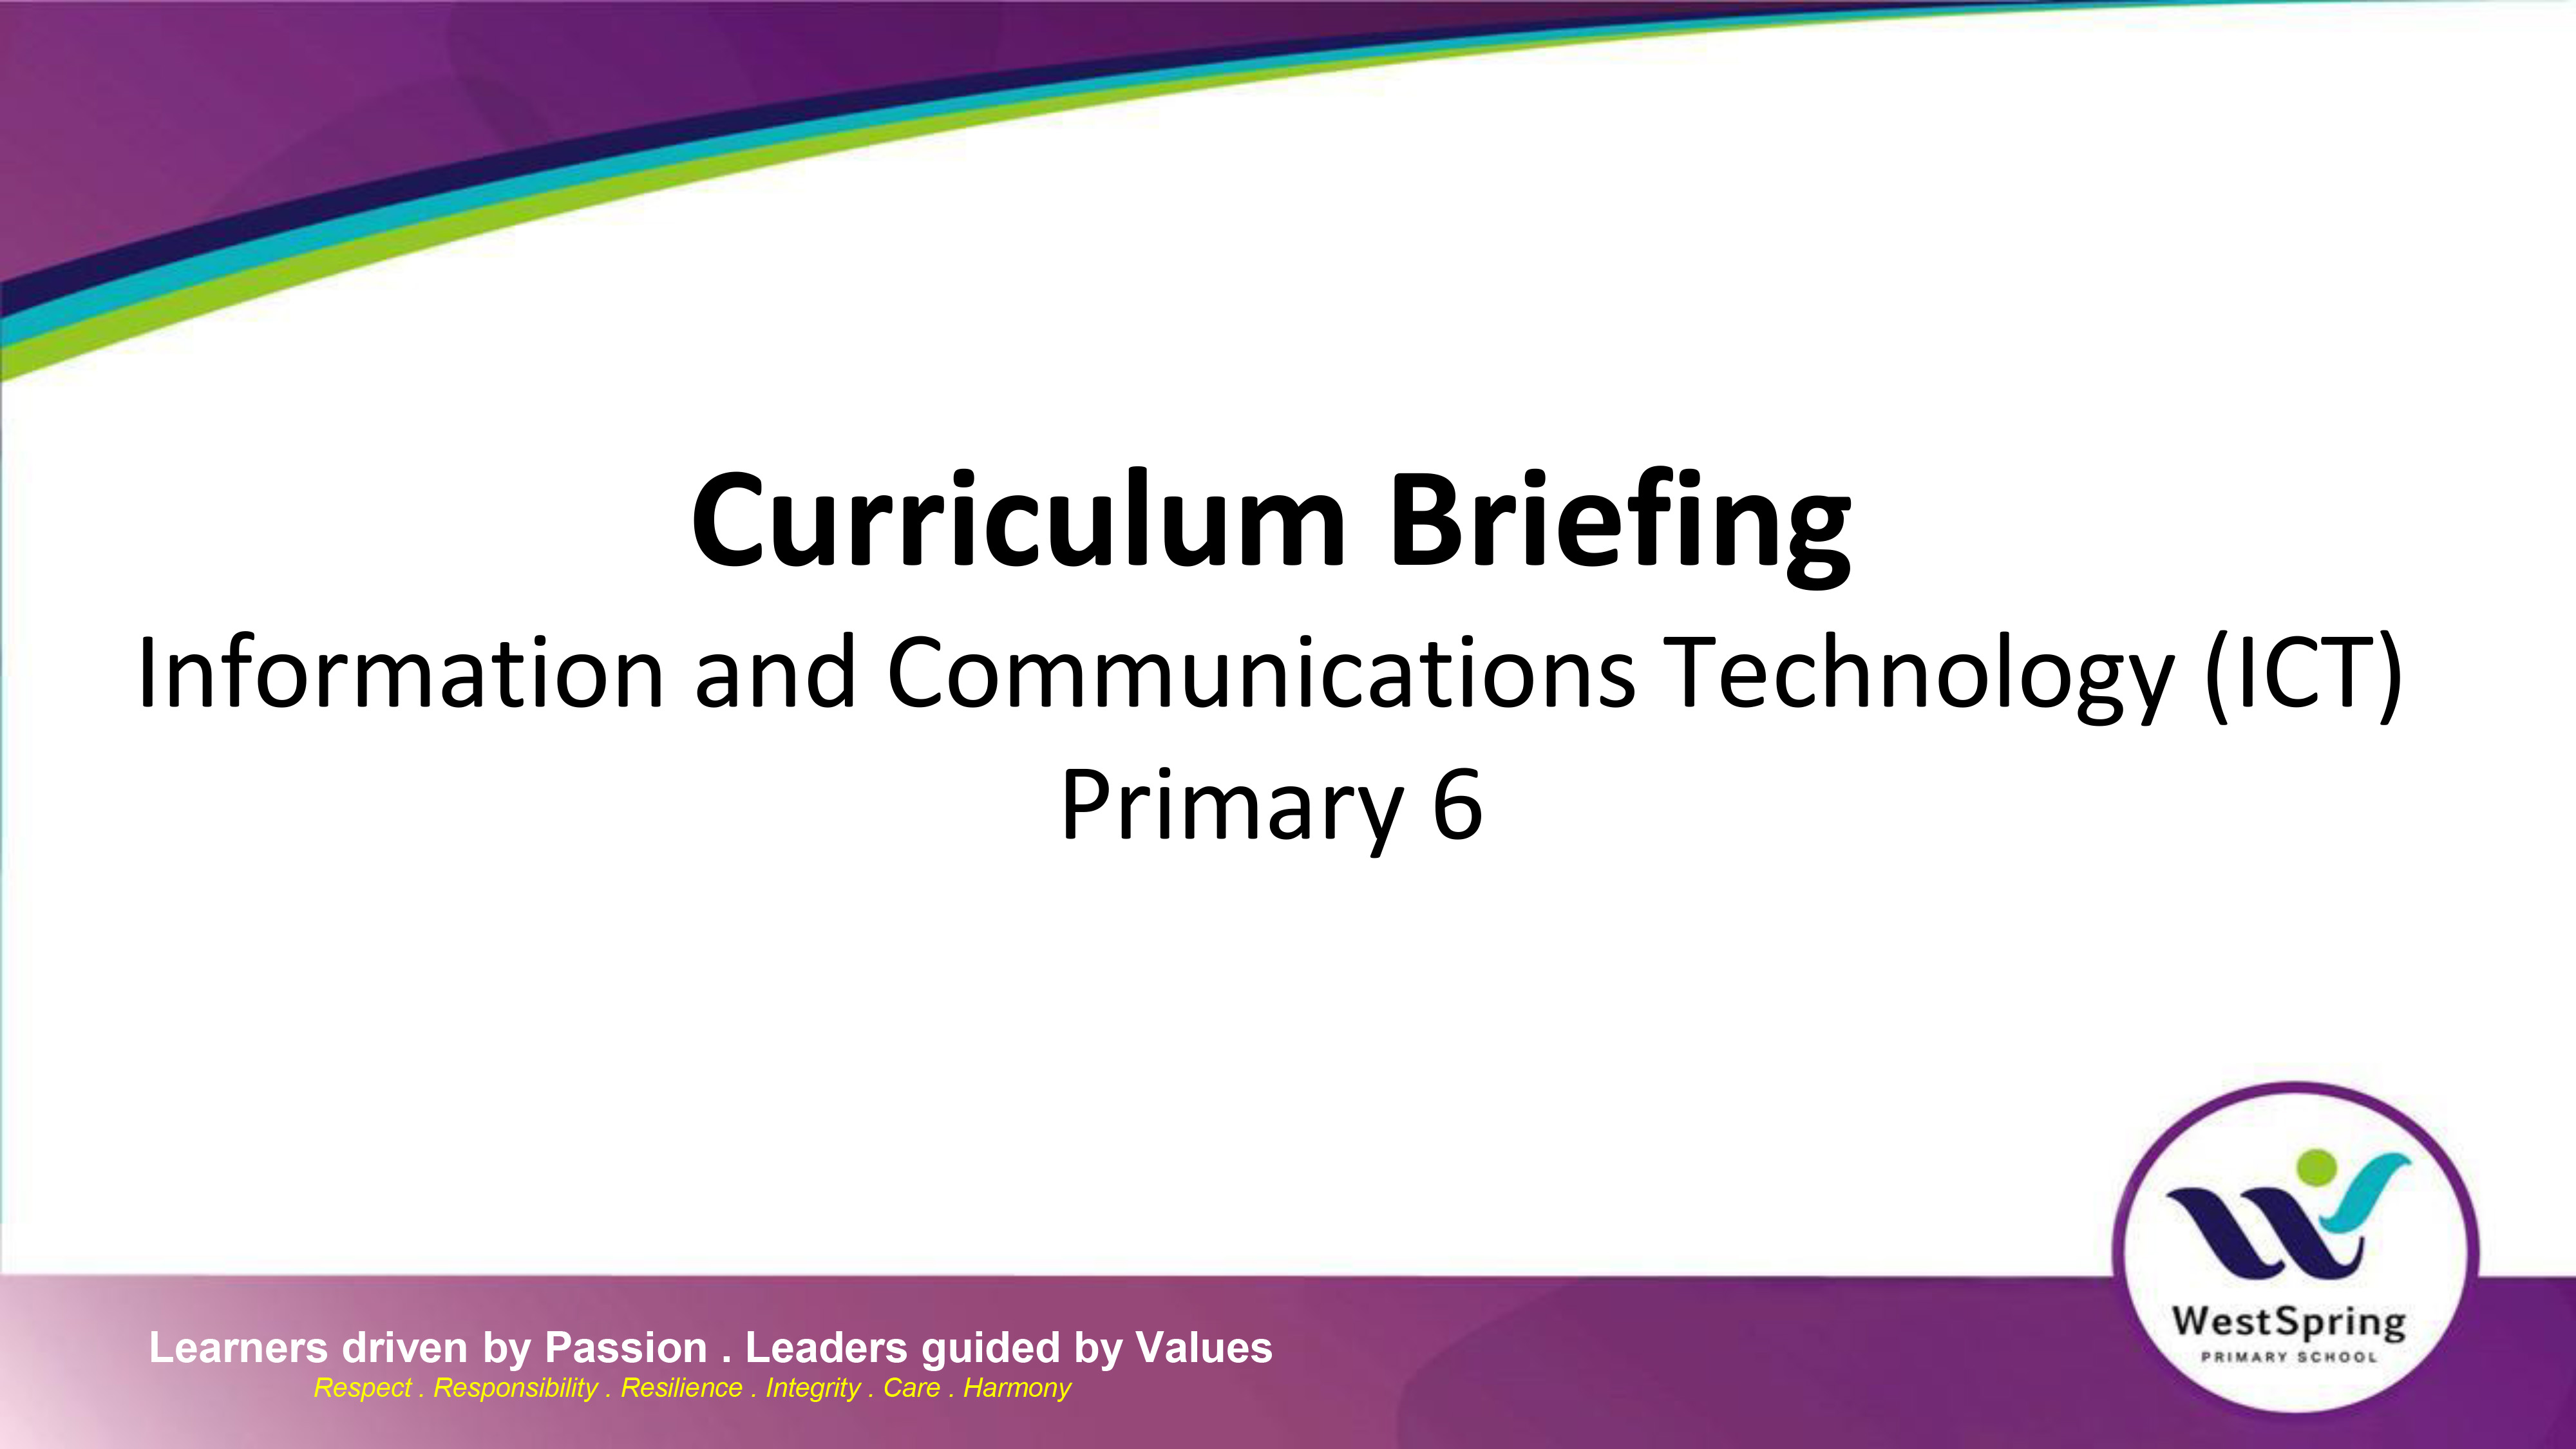 Curriculum Briefing
Information and Communications Technology (ICT)
Primary 6
WestSpring
PRIMARY SCHOOL
Learners driven by Passion . Leaders guided by Values
Respect . Responsibility . Resilience . Integrity . Care . Harmony